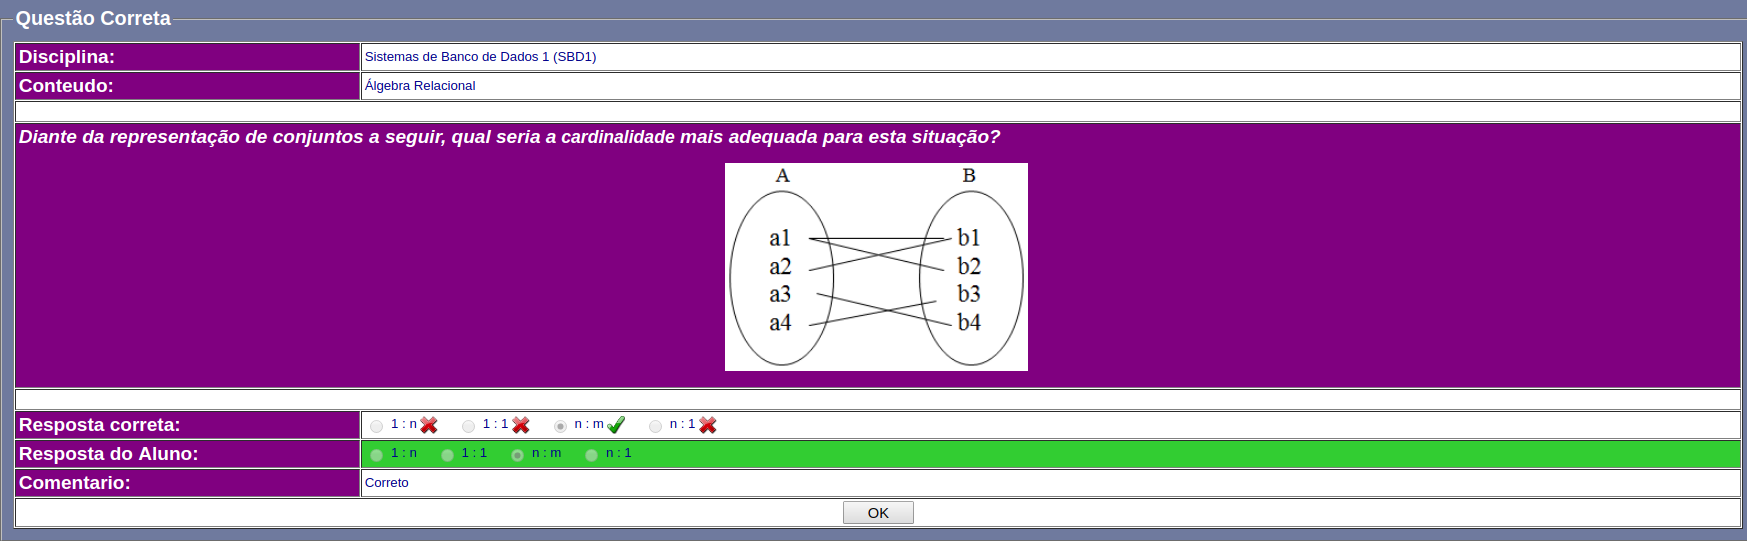 Questão Correta
Disciplina: Sistemas de Banco de Dados 1 (SBD1)
Conteudo: Álgebra Relacional
Diante da representação de conjuntos a seguir, qual seria a cardinalidade mais adequada para esta situação?
A B
a1 b1
a2 b2
a3 b3
a4 b4
Resposta correta: 1 : n 1 : 1 n : m n : 1
Resposta do Aluno: 1 : n 1 : 1 n : m n : 1
Comentario: Correto
OK